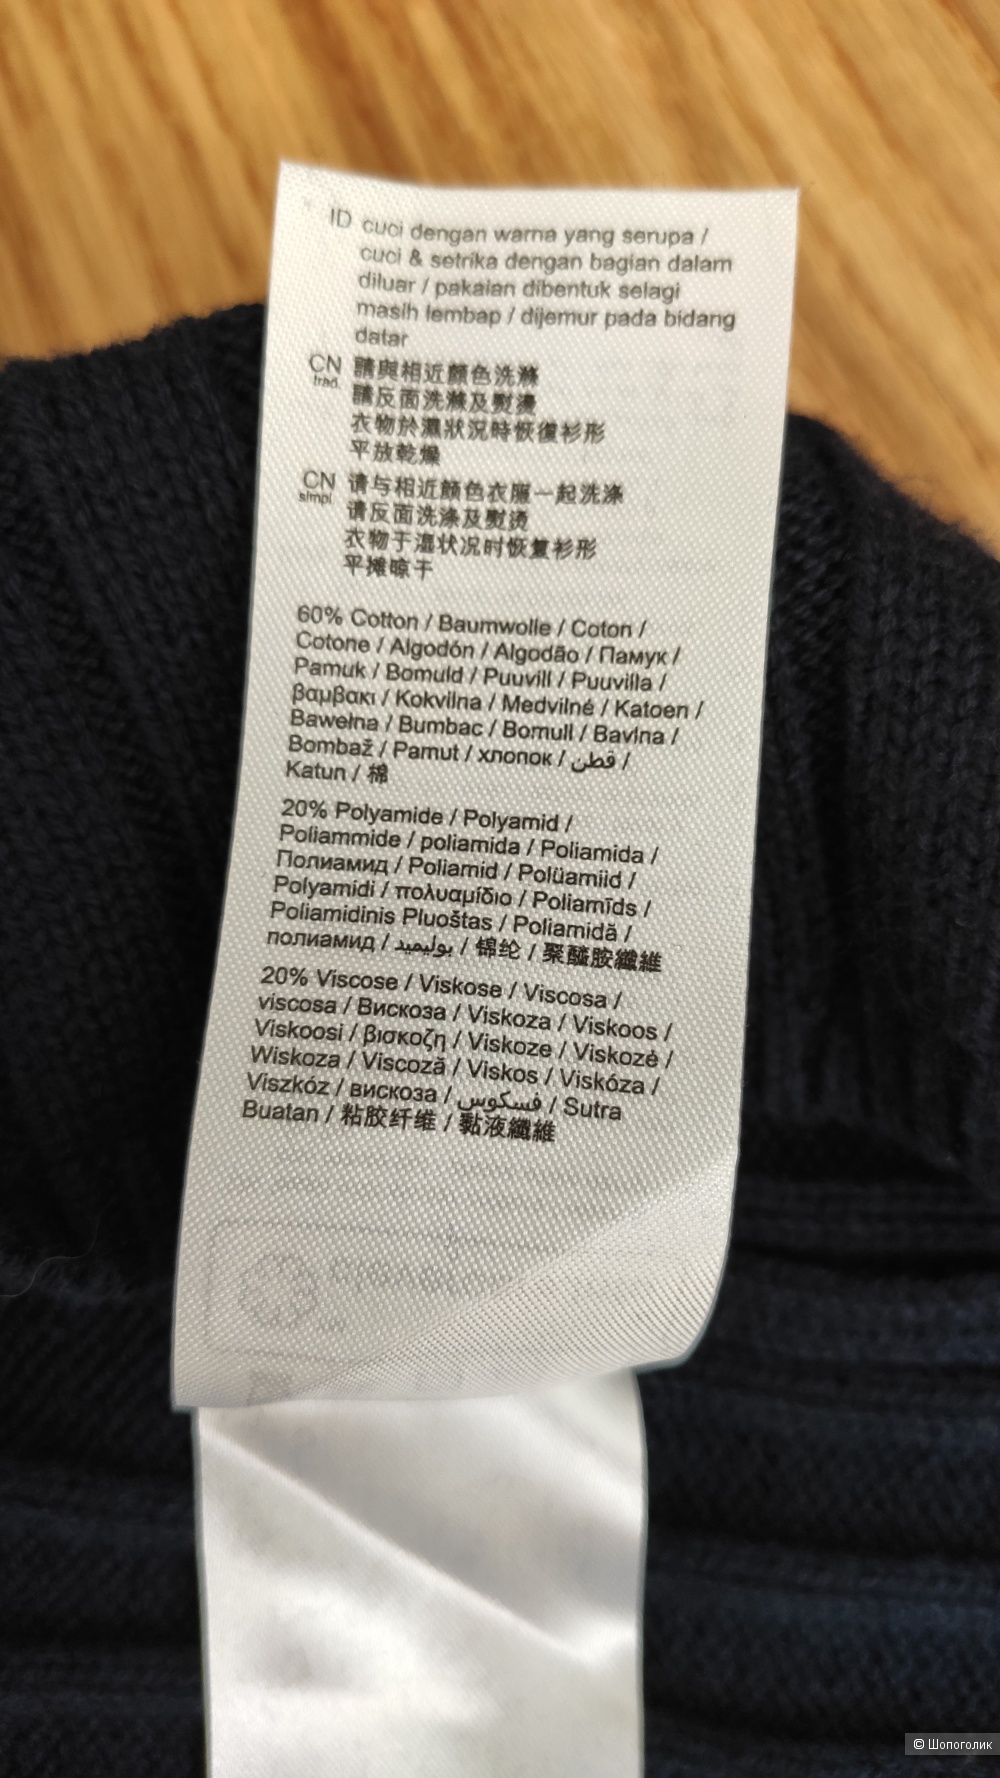 ID cuci dengan warna yang serupa /
cuci & setrika dengan bagian dalam
diluar / pakaian dibentuk selagi
masih lembap / dijemur pada bidang
datar
CN trad. 請與相近顏色洗滌
請反面洗滌及熨燙
衣物於濕狀況時恢復衫形
平放乾燥
CN simpl. 请与相近颜色衣服一起洗涤
请反面洗涤及熨烫
衣物于湿状况时恢复衫形
平摊晾干
60% Cotton / Baumwolle / Coton /
Cotone / Algodón / Algodão / Памук /
Pamuk / Bomuld / Puuvill / Puuvilla /
βαμβακι / Kokvilna / Medvilné / Katoen /
Bawełna / Bumbac / Bomull / Bavlna /
Bombaž / Pamut / хлопок / قطن /
Katun / 棉
20% Polyamide / Polyamid /
Poliammide / poliamida / Poliamida /
Полиамид / Poliamid / Polüamiid /
Polyamidi / πολυαμίδιο / Poliamīds /
Poliamidinis Pluoštas / Poliamidă /
полиамид / بوليميد / 锦纶 / 聚醯胺纖維
20% Viscose / Viskose / Viscosa /
viscosa / Вискоза / Viskoza / Viskoos /
Viskoosi / βισκοζη / Viskoze / Viskozė /
Wiskoza / Viscoză / Viskos / Viskóza /
Viszkóz / вискоза / فسكوس / Sutra
Buatan / 粘胶纤维 / 黏液纖維
© Шопоголик